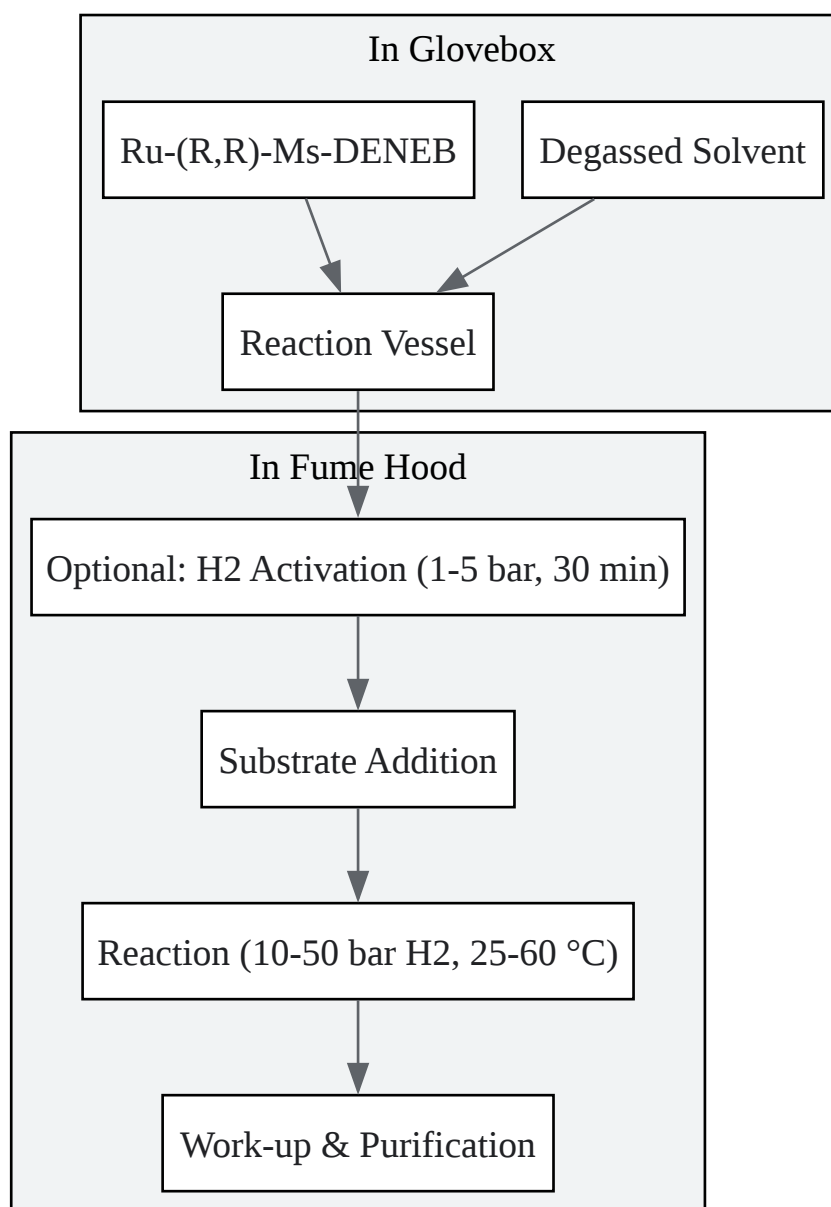 In Glovebox
Ru-(R,R)-Ms-DENEB
Degassed Solvent
Reaction Vessel
In Fume Hood
Optional: H2 Activation (1-5 bar, 30 min)
Substrate Addition
Reaction (10-50 bar H2, 25-60 °C)
Work-up & Purification